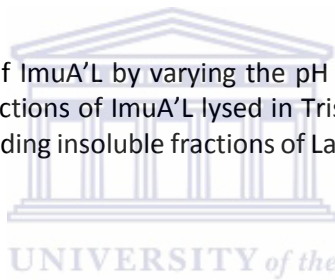 f ImuA’L by varying the pH
ctions of ImuA’L lysed in Tris
ding insoluble fractions of La
UNIVERSITY of the